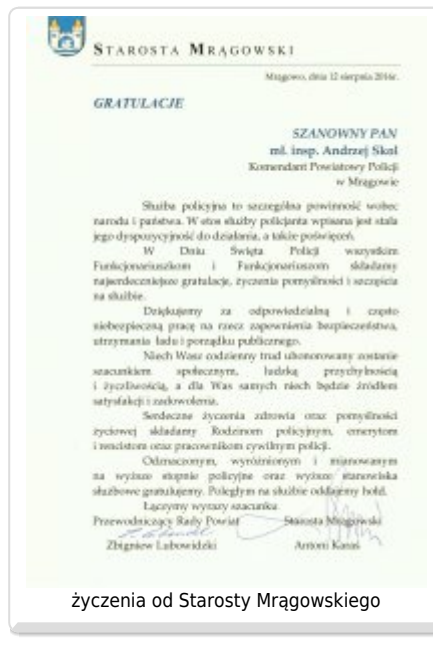 STAROSTA MRĄGOWSKI
Mrągowo, dnia 12 sierpnia 2016r.
GRATULACJE
SZANOWNY PAN
mł. insp. Andrzej Skol
Komendant Powiatowy Policji
w Mrągowie
Służba policyjna to szczególna powinność wobec
narodu i państwa. W etos służby policjanta wpisana jest stała
jego dyspozycyjność do działania, a także poświęceń.
W Dniu Święta Policji wszystkim
Funkcjonariuszkom i Funkcjonariuszom składamy
najserdeczniejsze gratulacje, życzenia pomyślności i szczęścia
na służbie.
Dziękujemy za odpowiedzialną i często
niebezpieczną pracę na rzecz zapewnienia bezpieczeństwa,
utrzymania ładu i porządku publicznego.
Niech Wasz codzienny trud uhonorowany zostanie
szacunkiem społecznym, ludzką przychylnością
i życzliwością, a dla Was samych niech będzie źródłem
satysfakcji i zadowolenia.
Serdeczne życzenia zdrowia oraz pomyślności
życiowej składamy Rodzinom policyjnym, emerytom
i rencistom oraz pracownikom cywilnym policji.
Odznaczonym, wyróżnionym i mianowanym
na wyższe stopnie policyjne oraz wyższe stanowiska
służbowe gratulujemy. Poległym na służbie oddajemy hołd.
Łączymy wyrazy szacunku
Przewodniczący Rady Powiat Starosta Mrągowski
Zbigniew Lubowidzki Antoni Karaś
życzenia od Starosty Mrągowskiego